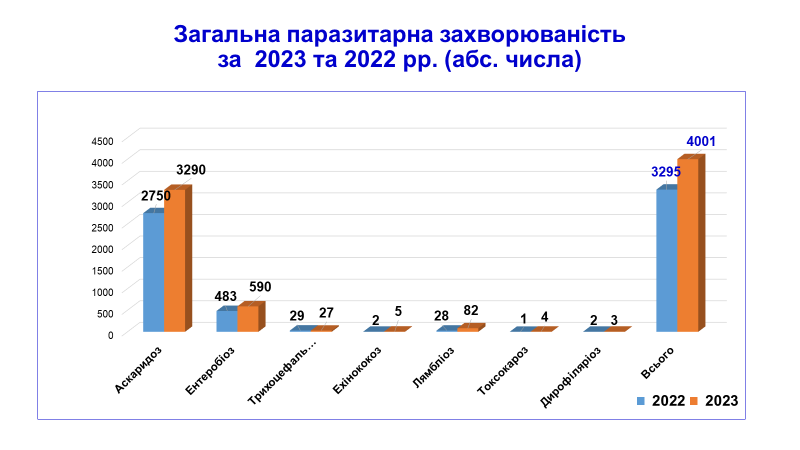 Загальна паразитарна захворюваність
за  2023 та 2022 рр. (абс. числа)
4500
4000
3500
3000
2500
2000
1500
1000
500
0
2750
3290
483
590
29
27
2
5
28
82
1
4
2
3
3295
4001
Аскаридоз
Ентеробіоз
Трихоцефаль…
Ехінококоз
Лямбліоз
Токсокароз
Дирофіляріоз
Всього
2022
2023